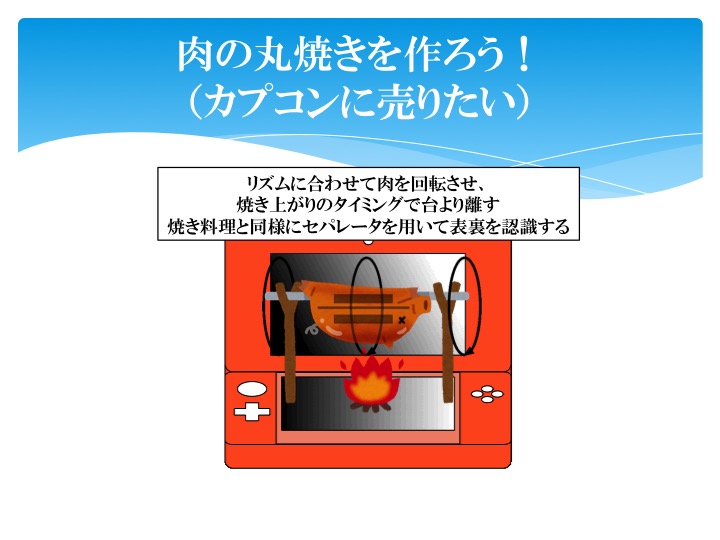 肉の丸焼きを作ろう！
（カプコンに売りたい）
リズムに合わせて肉を回転させ、
焼き上がりのタイミングで台より離す
焼き料理と同様にセパレータを用いて表裏を認識する